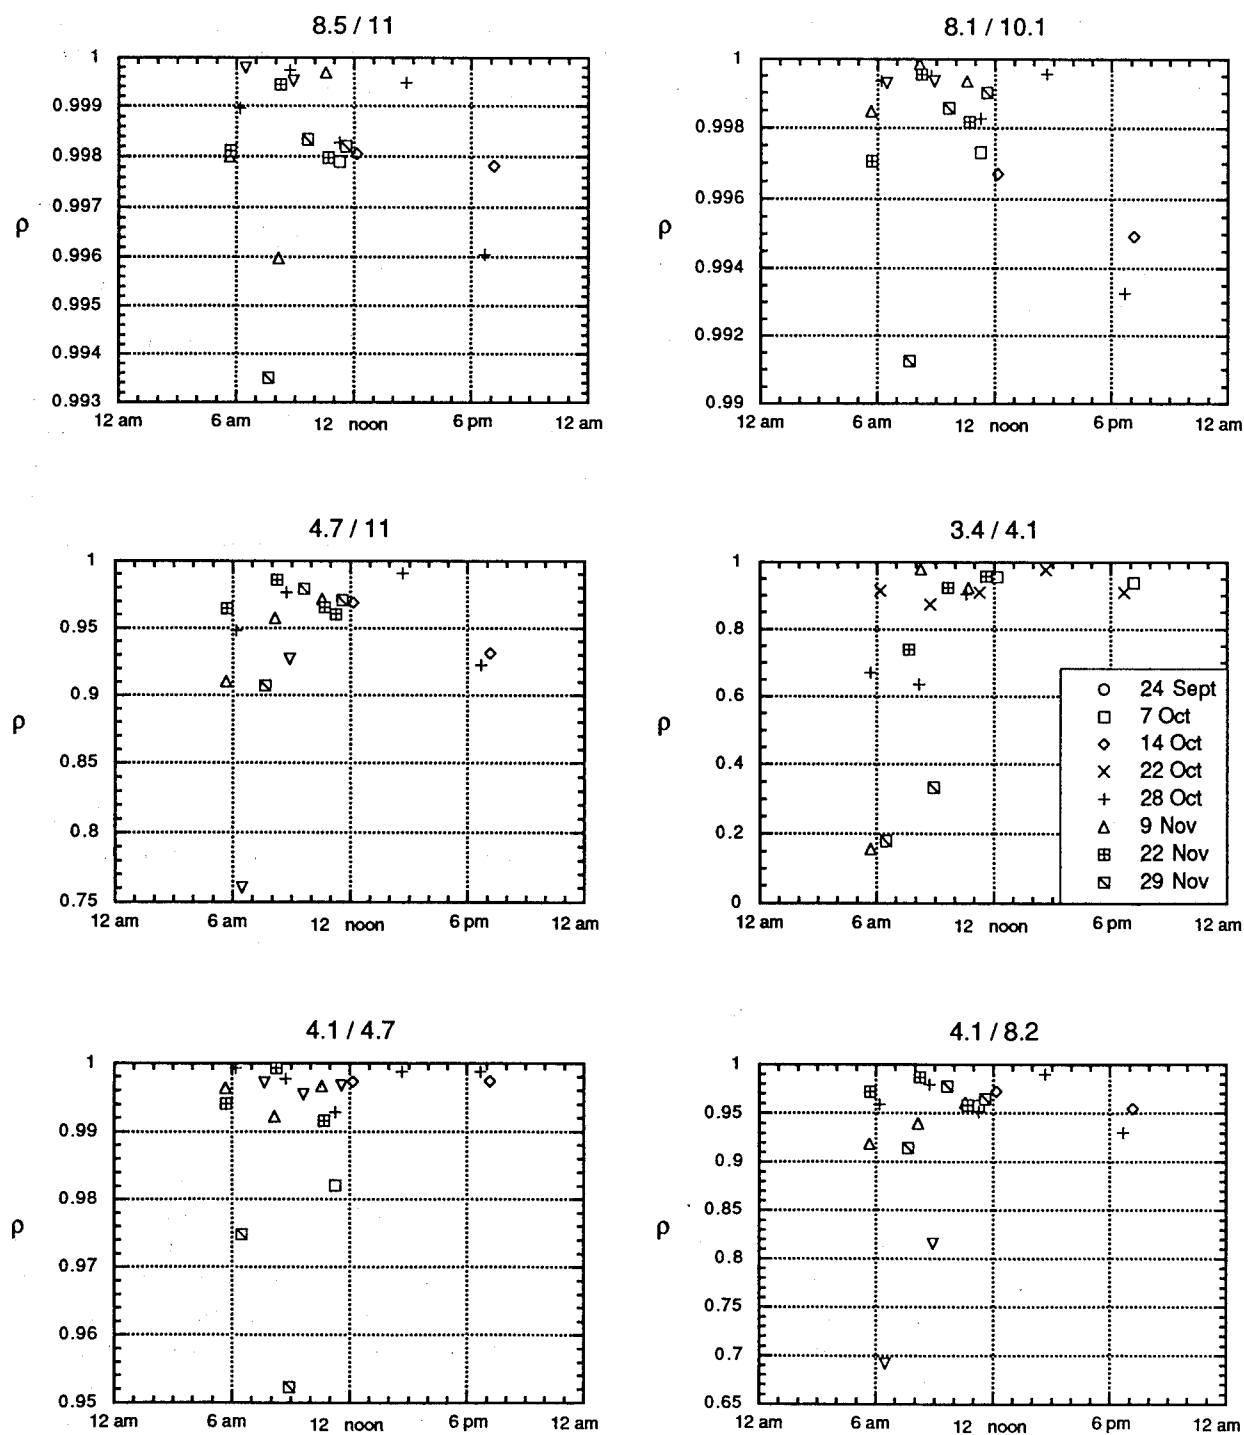 8.5 / 11
1
0.999
0.998
0.997
0.996
0.995
0.994
0.993
ρ
12 am 6 am 12 noon 6 pm 12 am
8.1 / 10.1
1
0.998
0.996
0.994
0.992
0.99
ρ
12 am 6 am 12 noon 6 pm 12 am
4.7 / 11
1
0.95
0.9
0.85
0.8
0.75
ρ
12 am 6 am 12 noon 6 pm 12 am
3.4 / 4.1
1
0.8
0.6
0.4
0.2
0
ρ
24 Sept
7 Oct
14 Oct
22 Oct
28 Oct
9 Nov
22 Nov
29 Nov
12 am 6 am 12 noon 6 pm 12 am
4.1 / 4.7
1
0.99
0.98
0.97
0.96
0.95
ρ
12 am 6 am 12 noon 6 pm 12 am
4.1 / 8.2
1
0.95
0.9
0.85
0.8
0.75
0.7
0.65
ρ
12 am 6 am 12 noon 6 pm 12 am